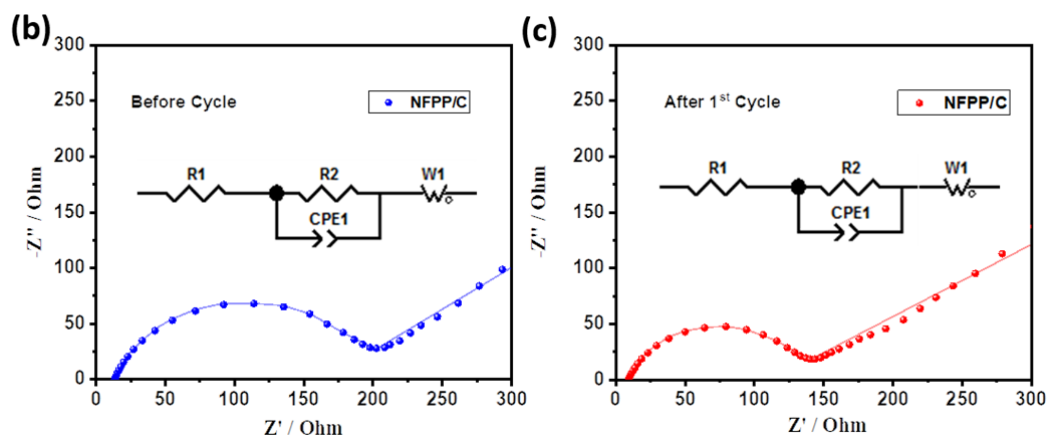 (b)
300
250
200
150
100
50
0
-Z" / Ohm
Before Cycle
NFPP/C
R1
R2
W1
CPE1
0 50 100 150 200 250 300
Z' / Ohm
(c)
300
250
200
150
100
50
0
After 1st Cycle
NFPP/C
R1
R2
W1
CPE1
0 50 100 150 200 250 300
Z' / Ohm